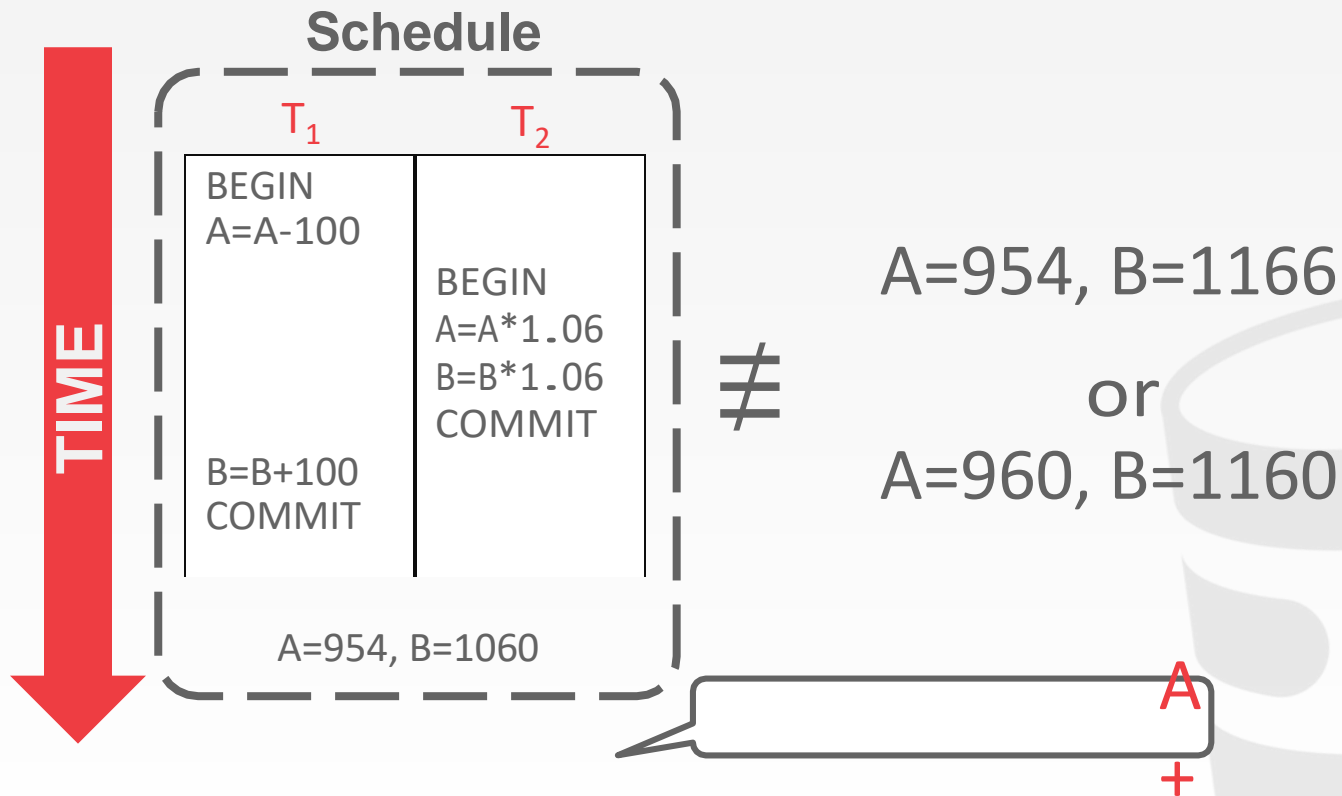 Schedule
T₁ T₂
BEGIN
A=A-100
BEGIN
A=A*1.06
B=B*1.06
COMMIT
B=B+100
COMMIT
A=954, B=1060
TIME
≢
A=954, B=1166
or
A=960, B=1160
A
+